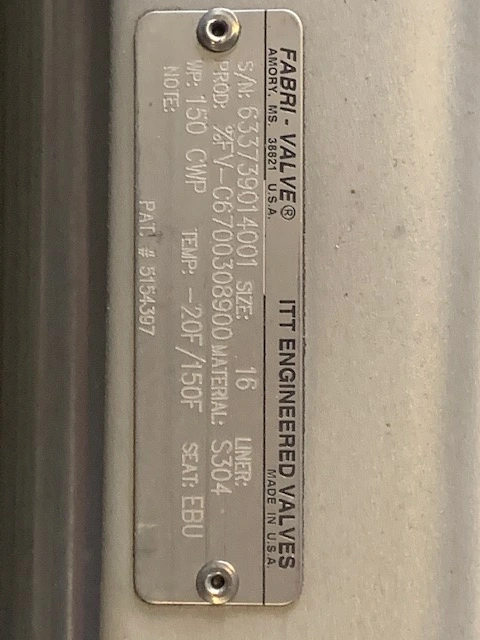 FABRI-VALVE® ITT ENGINEERED VALVES
AMORY, MS. 38821 U.S.A. MADE IN U.S.A.
S/N: 633739014001 SIZE: 16 LINER:
PROD: %FV-C6700308900 MATERIAL: S304
WP: 150 CWP TEMP: -20F/150F SEAT: EBU
NOTE:
PAT. # 5154397